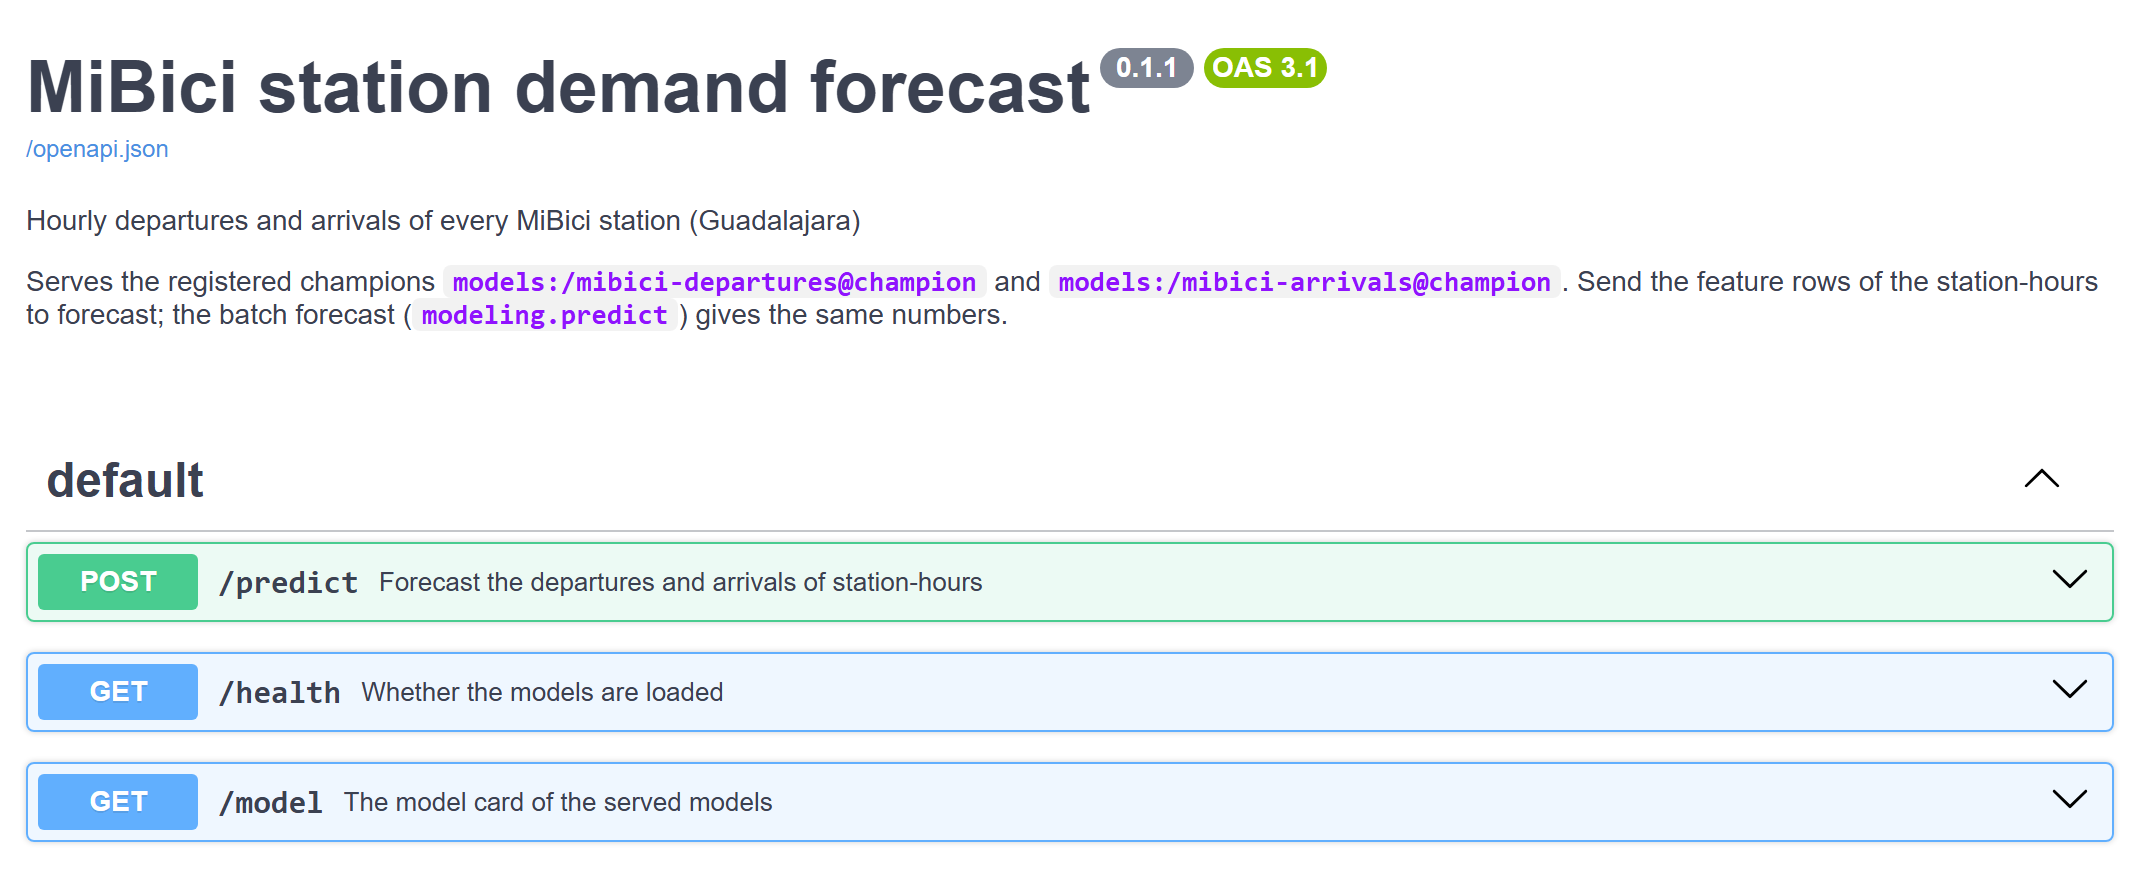 MiBici station demand forecast 0.1.1 OAS 3.1
/openapi.json
Hourly departures and arrivals of every MiBici station (Guadalajara)
Serves the registered champions models:/mibici-departures@champion and models:/mibici-arrivals@champion. Send the feature rows of the station-hours
to forecast; the batch forecast (modeling.predict) gives the same numbers.
default
POST /predict Forecast the departures and arrivals of station-hours
GET /health Whether the models are loaded
GET /model The model card of the served models